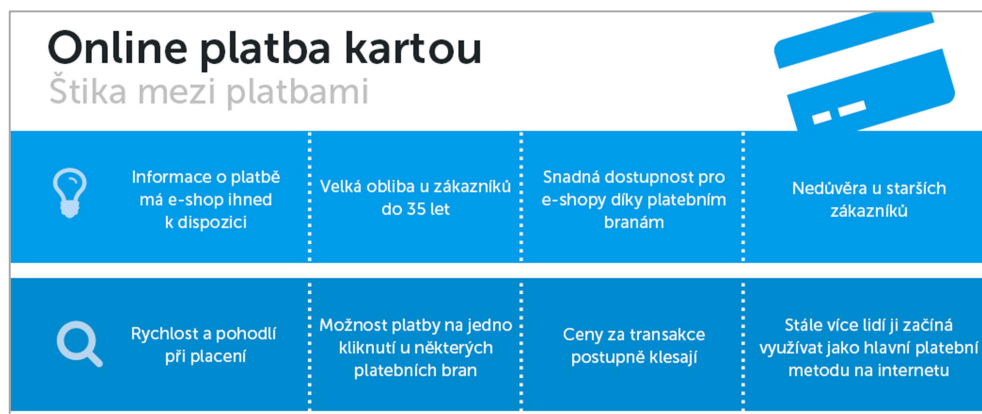 Online platba kartou
Štika mezi platbami
Informace o platbě
má e-shop ihned
k dispozici
Velká obliba u zákazníků
do 35 let
Snadná dostupnost pro
e-shopy díky platebním
branám
Nedůvěra u starších
zákazníků
Rychlost a pohodlí
při placení
Možnost platby na jedno
kliknutí u některých
platebních bran
Ceny za transakce
postupně klesají
Stále více lidí ji začíná
využívat jako hlavní platební
metodu na internetu